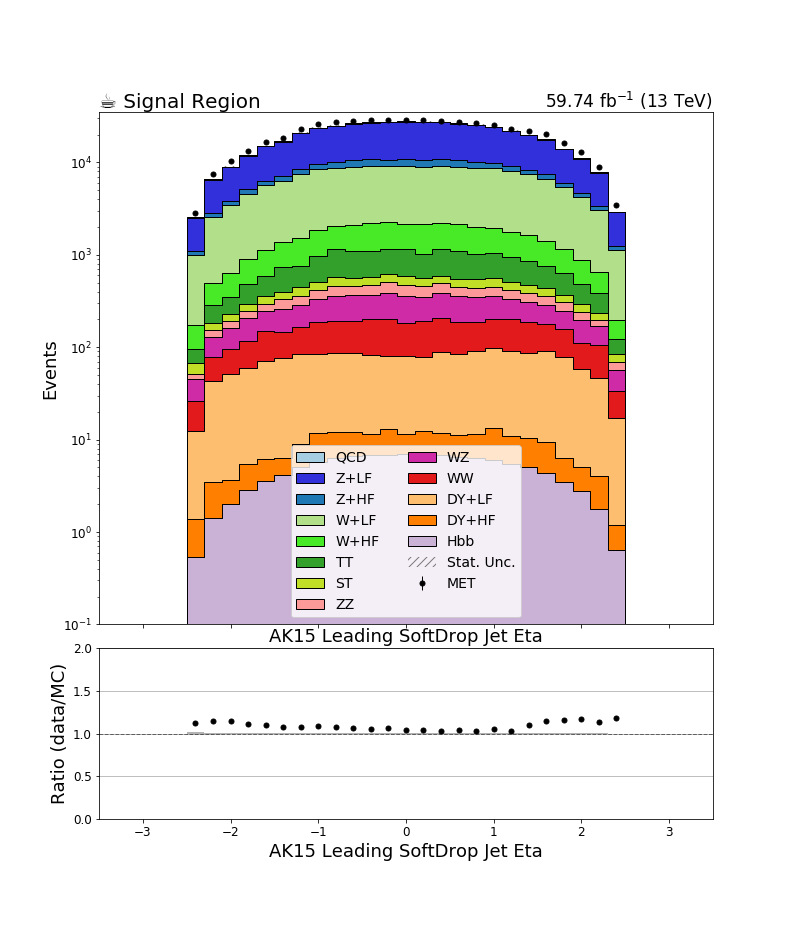 ☕ Signal Region
59.74 fb⁻¹ (13 TeV)
Events
10⁴
10³
10²
10¹
10⁰
10⁻¹
QCD
Z+LF
Z+HF
W+LF
W+HF
TT
ST
ZZ
WZ
WW
DY+LF
DY+HF
Hbb
Stat. Unc.
MET
AK15 Leading SoftDrop Jet Eta
Ratio (data/MC)
2.0
1.5
1.0
0.5
0.0
−3 −2 −1 0 1 2 3
AK15 Leading SoftDrop Jet Eta